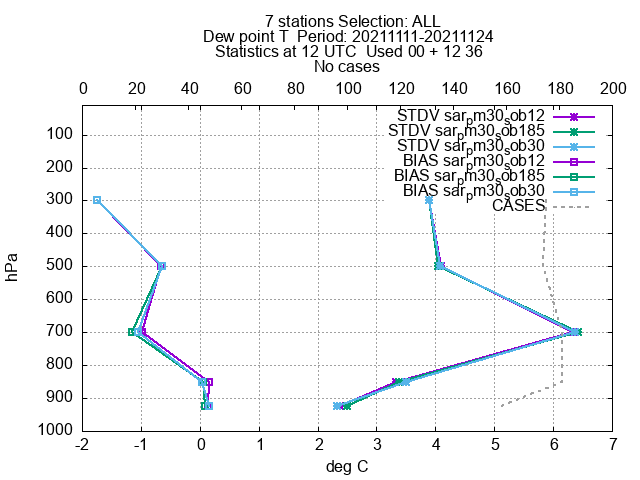 7 stations Selection: ALL
Dew point T  Period: 20211111-20211124
Statistics at 12 UTC  Used 00 + 12 36
No cases
0 20 40 60 80 100 120 140 160 180 200
STDV sar_pm30_sob12
STDV sar_pm30_sob185
STDV sar_pm30_sob30
BIAS sar_pm30_sob12
BIAS sar_pm30_sob185
BIAS sar_pm30_sob30
CASES
100
200
300
400
500
600
700
800
900
1000
hPa
-2 -1 0 1 2 3 4 5 6 7
deg C